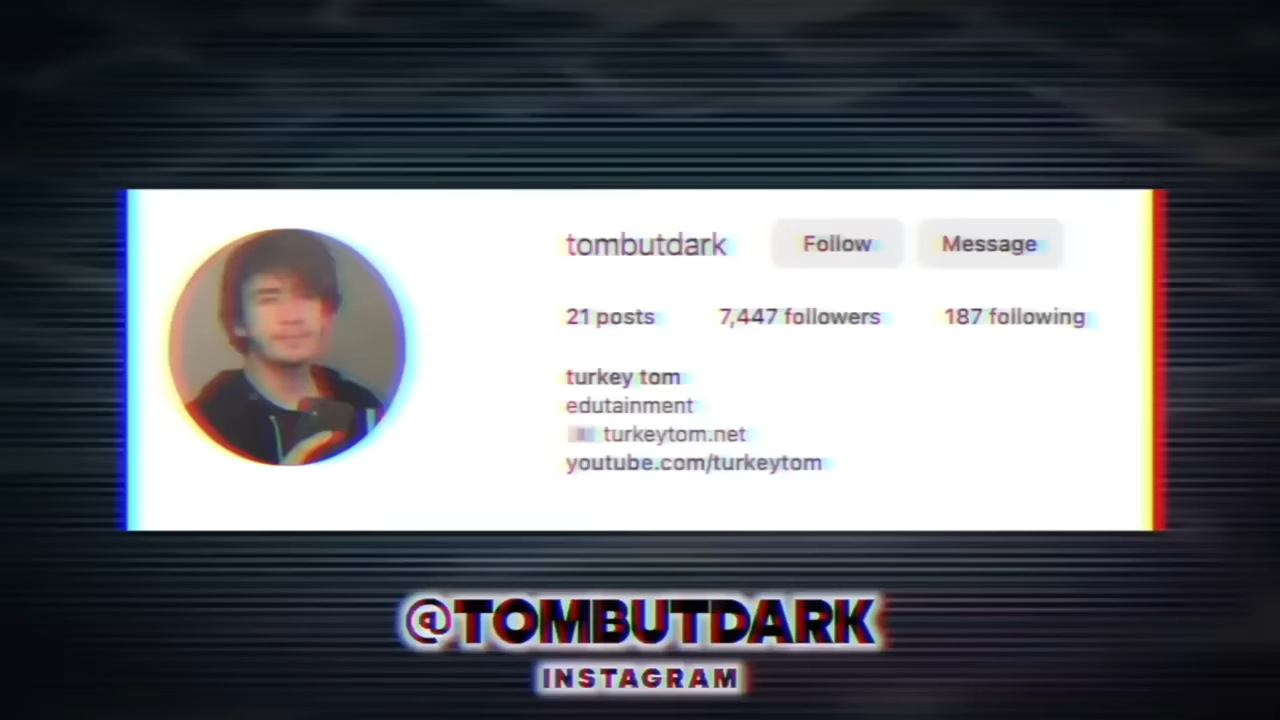 tombutdark Follow Message
21 posts 7,447 followers 187 following
turkey tom
edutainment
turkeytom.net
youtube.com/turkeytom
@TOMBUTDARK
INSTAGRAM